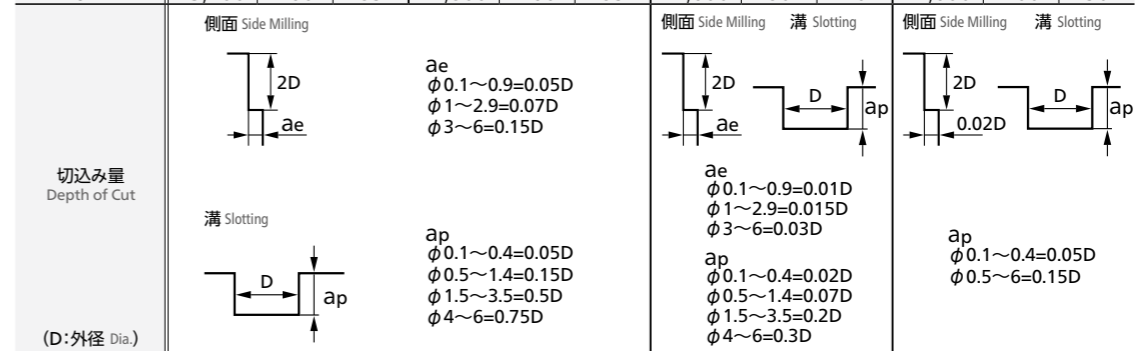 切込み量
Depth of Cut
(D:外径 Dia.)
側面 Side Milling
2D
ae
ae
φ0.1～0.9=0.05D
φ1～2.9=0.07D
φ3～6=0.15D
溝 Slotting
D
ap
ap
φ0.1～0.4=0.05D
φ0.5～1.4=0.15D
φ1.5～3.5=0.5D
φ4～6=0.75D
側面 Side Milling 溝 Slotting
2D
ae
D
ap
ae
φ0.1～0.9=0.01D
φ1～2.9=0.015D
φ3～6=0.03D
ap
φ0.1～0.4=0.02D
φ0.5～1.4=0.07D
φ1.5～3.5=0.2D
φ4～6=0.3D
側面 Side Milling 溝 Slotting
2D
0.02D
D
ap
ap
φ0.1～0.4=0.05D
φ0.5～6=0.15D